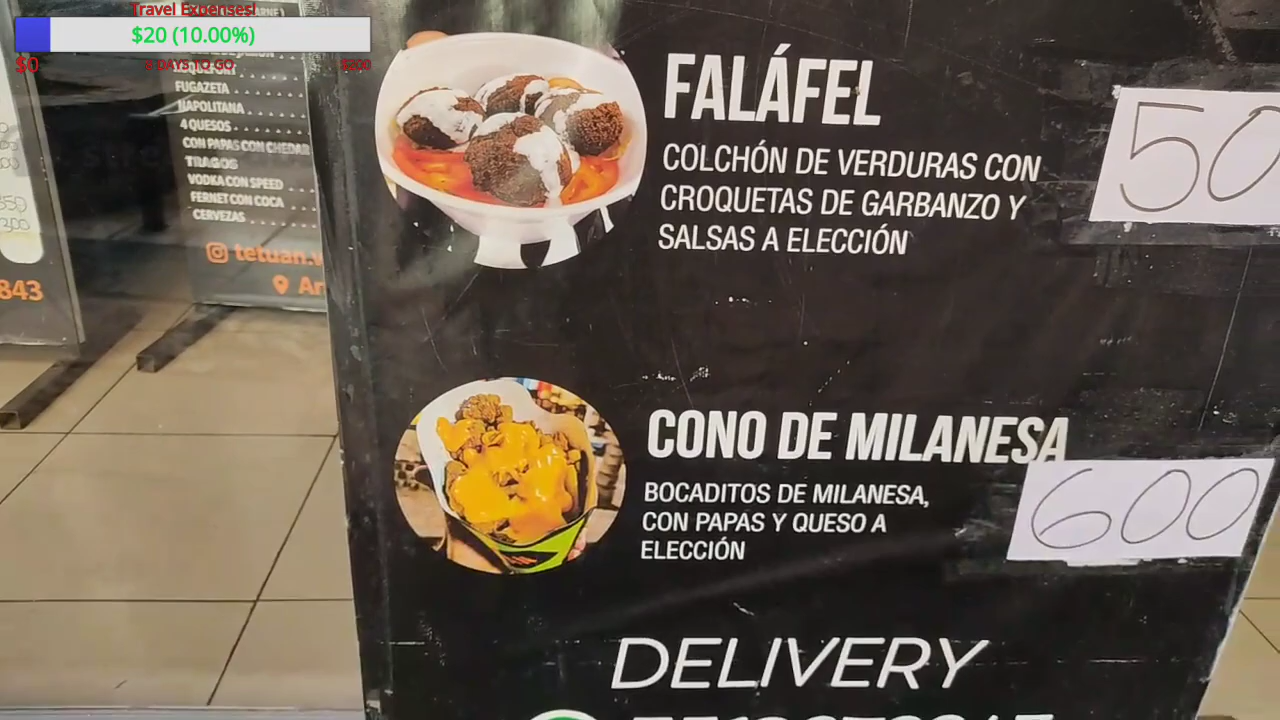 Travel Expenses!
$20 (10.00%)
$0
8 DAYS TO GO
$200
FUGAZETA
NAPOLITANA
4 QUESOS
CON PAPAS CON CHEDAR
TRAGOS
VODKA CON SPEED
FERNET CON COCA
CERVEZAS
tetuan.
843
FALÁFEL
COLCHÓN DE VERDURAS CON
CROQUETAS DE GARBANZO Y
SALSAS A ELECCIÓN
50
CONO DE MILANESA
BOCADITOS DE MILANESA,
CON PAPAS Y QUESO A
ELECCIÓN
600
DELIVERY